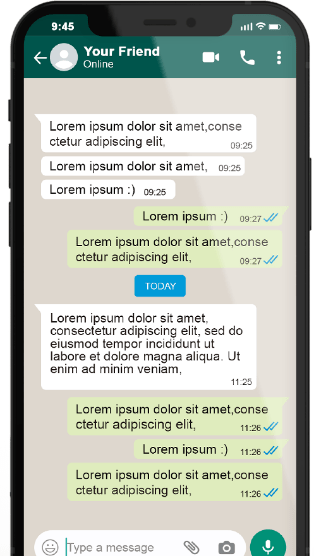 9:45
Your Friend
Online
Lorem ipsum dolor sit amet,conse
ctetur adipiscing elit,
09:25
Lorem ipsum dolor sit amet,
09:25
Lorem ipsum :)
09:25
Lorem ipsum :)
09:27
Lorem ipsum dolor sit amet,conse
ctetur adipiscing elit,
09:27
TODAY
Lorem ipsum dolor sit amet,
consectetur adipiscing elit, sed do
eiusmod tempor incididunt ut
labore et dolore magna aliqua. Ut
enim ad minim veniam,
11:25
Lorem ipsum dolor sit amet,conse
ctetur adipiscing elit,
11:26
Lorem ipsum :)
11:26
Lorem ipsum dolor sit amet,conse
ctetur adipiscing elit,
11:26
Type a message